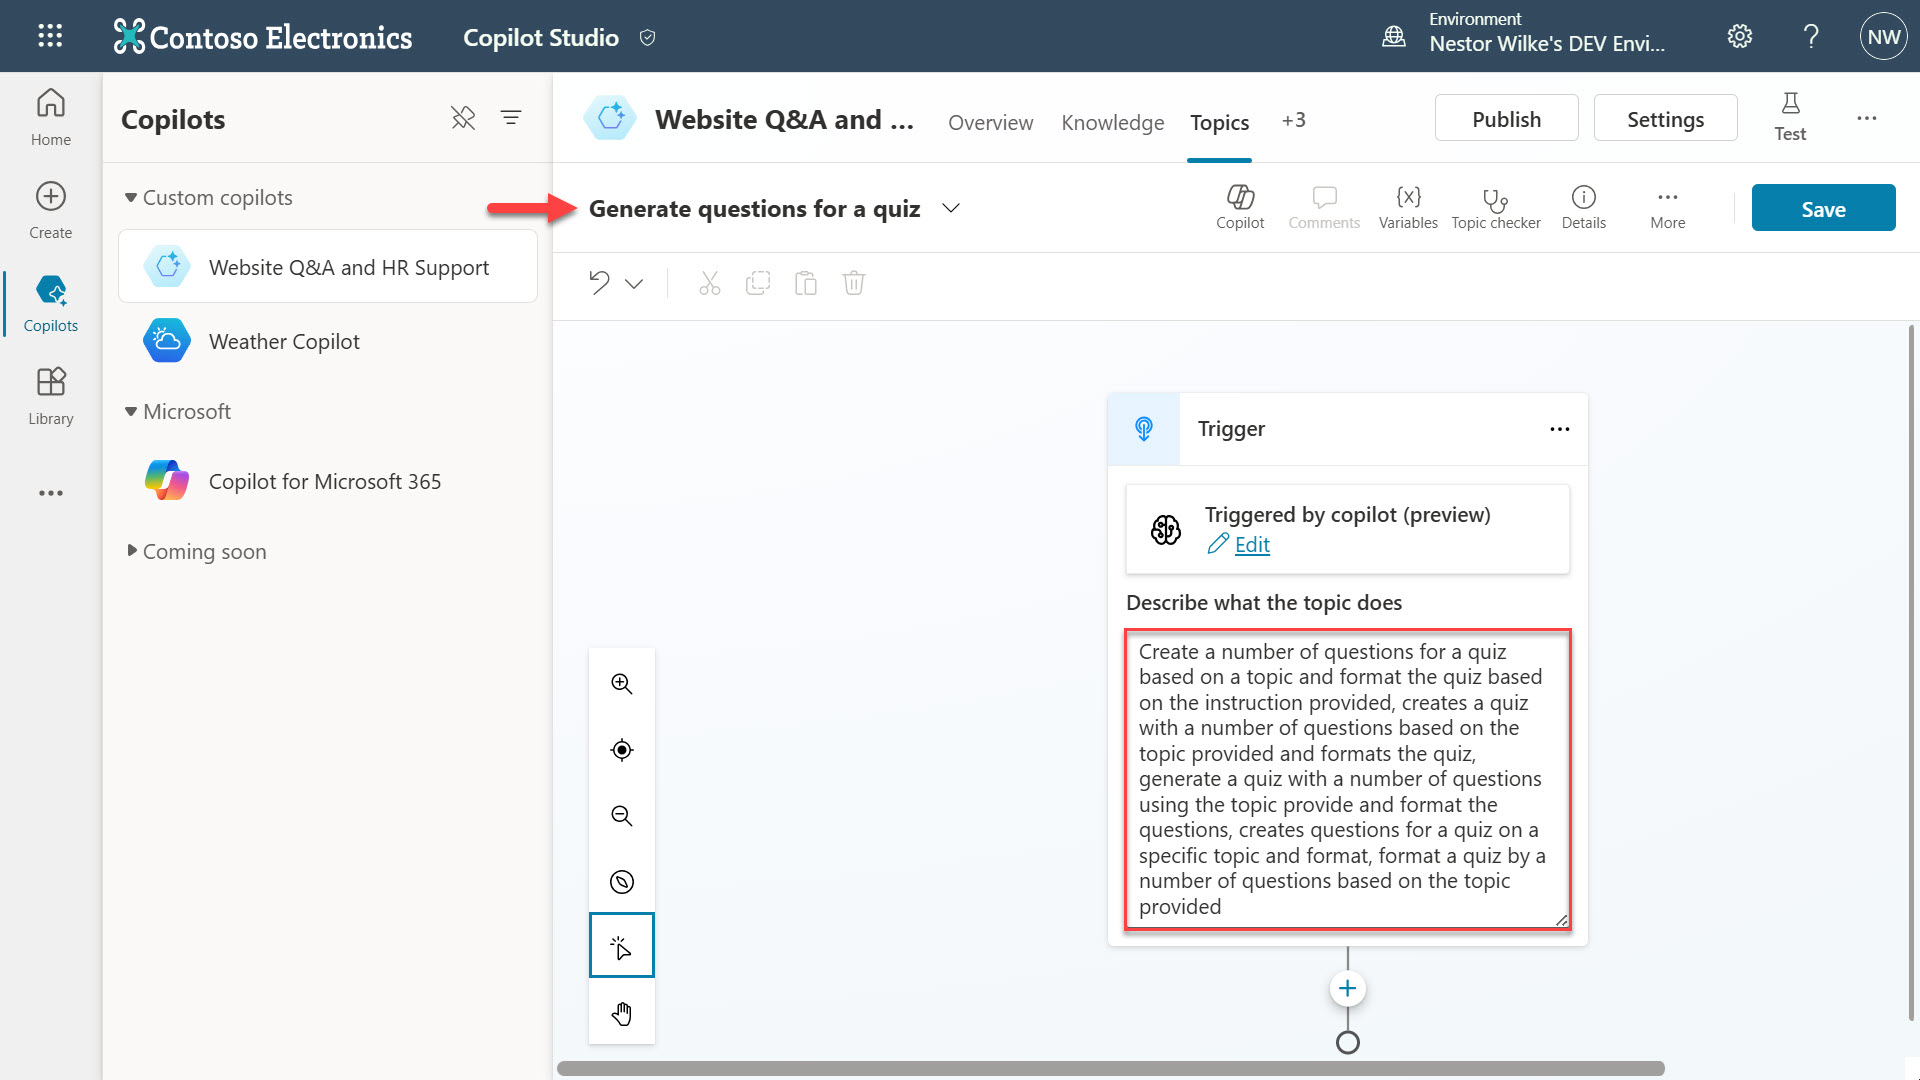 Contoso Electronics
Copilot Studio
Environment
Nestor Wilke's DEV Envi...
NW
Home
Create
Copilots
Library
Copilots
Custom copilots
Website Q&A and HR Support
Weather Copilot
Microsoft
Copilot for Microsoft 365
Coming soon
Website Q&A and ...
Overview
Knowledge
Topics
+3
Publish
Settings
Test
Generate questions for a quiz
Copilot
Comments
Variables
Topic checker
Details
More
Save
Trigger
Triggered by copilot (preview)
Edit
Describe what the topic does
Create a number of questions for a quiz
based on a topic and format the quiz based
on the instruction provided, creates a quiz
with a number of questions based on the
topic provided and formats the quiz,
generate a quiz with a number of questions
using the topic provide and format the
questions, creates questions for a quiz on a
specific topic and format, format a quiz by a
number of questions based on the topic
provided